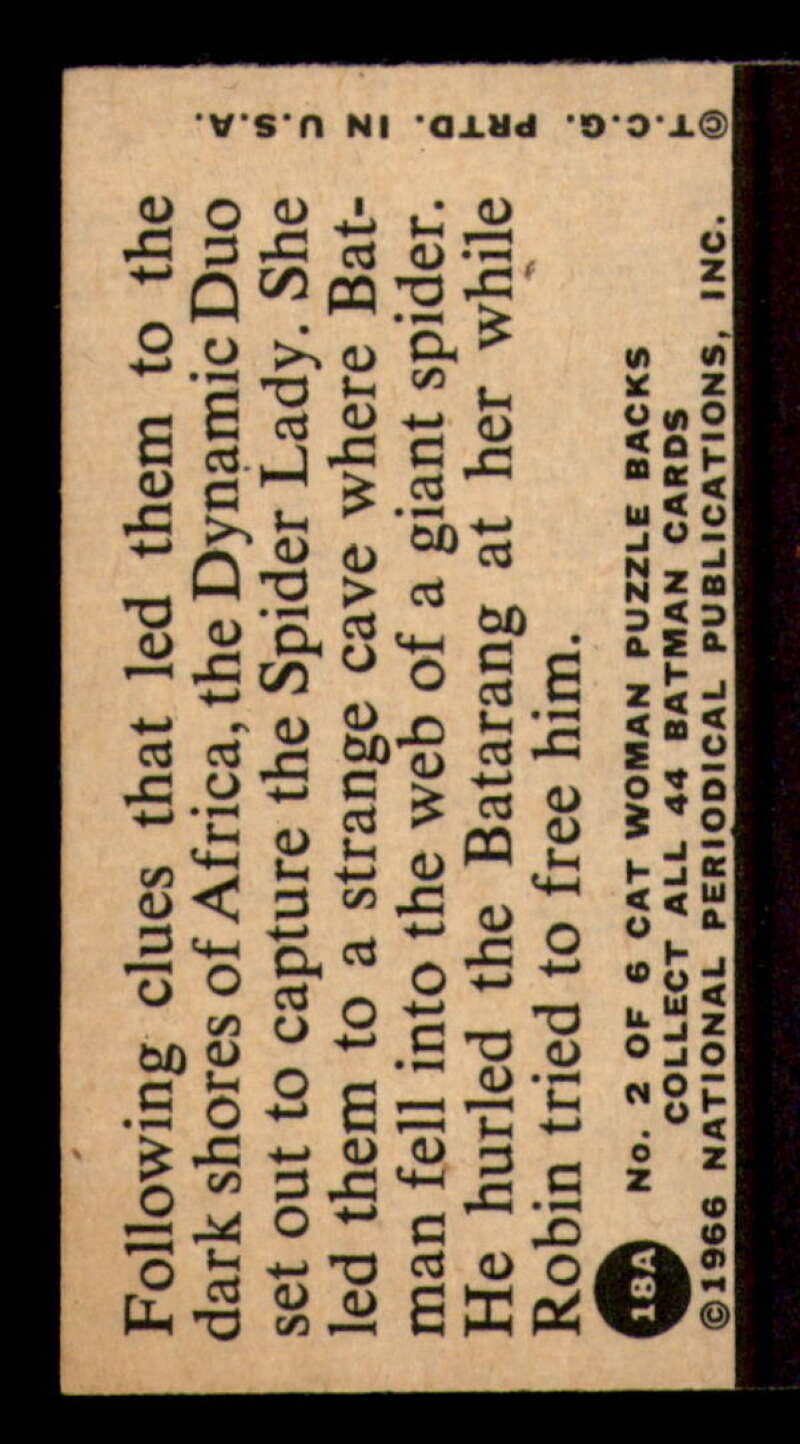 Following clues that led them to the
dark shores of Africa, the Dynamic Duo
set out to capture the Spider Lady. She
led them to a strange cave where Bat-
man fell into the web of a giant spider.
He hurled the Batarang at her while
Robin tried to free him.
18A
No. 2 OF 6 CAT WOMAN PUZZLE BACKS
COLLECT ALL 44 BATMAN CARDS
©1966 NATIONAL PERIODICAL PUBLICATIONS, INC.
©T.C.G. PRTD. IN U.S.A.